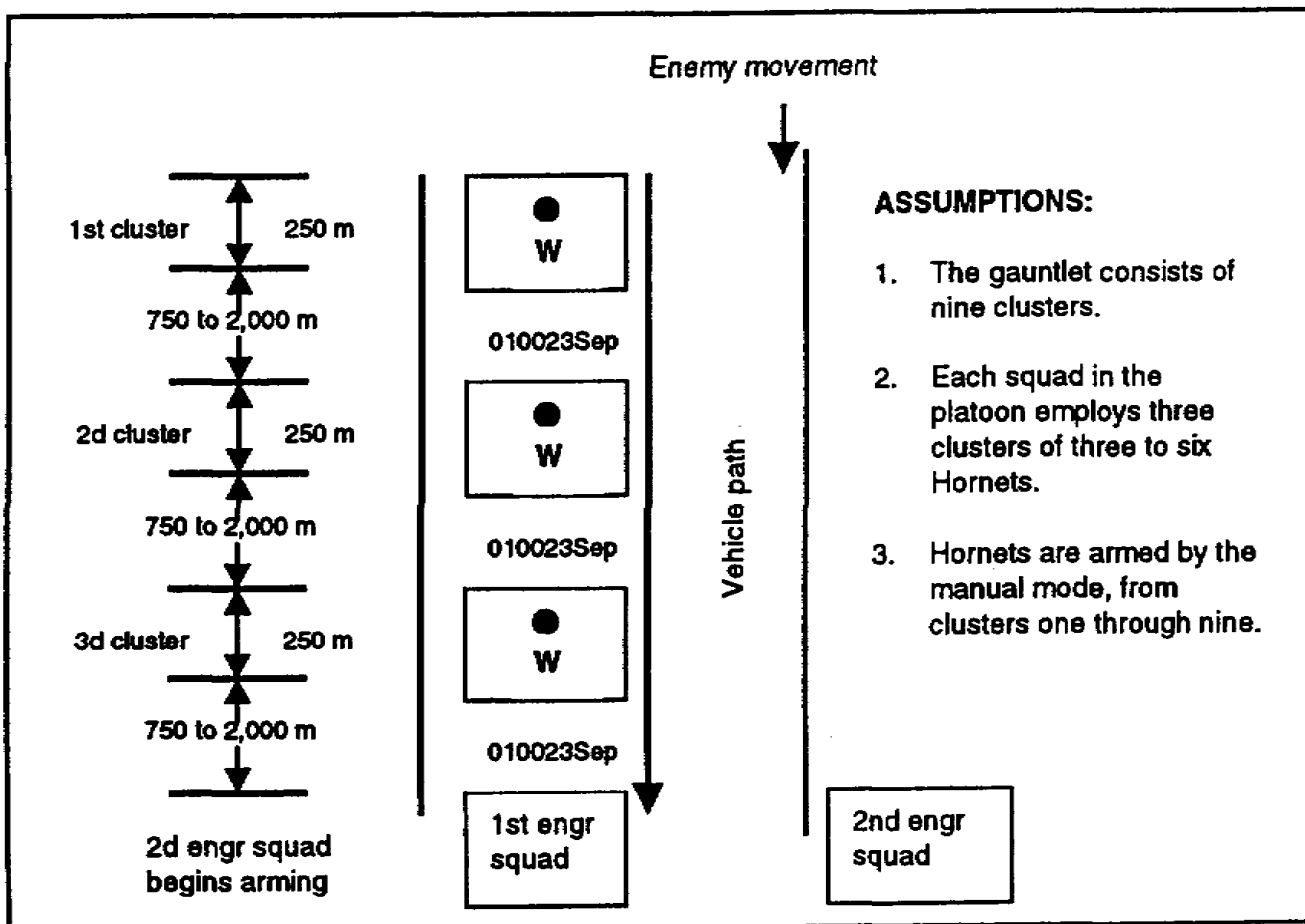 Enemy movement
1st cluster 250 m
750 to 2,000 m
2d cluster 250 m
750 to 2,000 m
3d cluster 250 m
750 to 2,000 m
2d engr squad
begins arming
W
010023Sep
W
010023Sep
W
010023Sep
1st engr
squad
Vehicle path
2nd engr
squad
ASSUMPTIONS:
1. The gauntlet consists of
nine clusters.
2. Each squad in the
platoon employs three
clusters of three to six
Hornets.
3. Hornets are armed by the
manual mode, from
clusters one through nine.